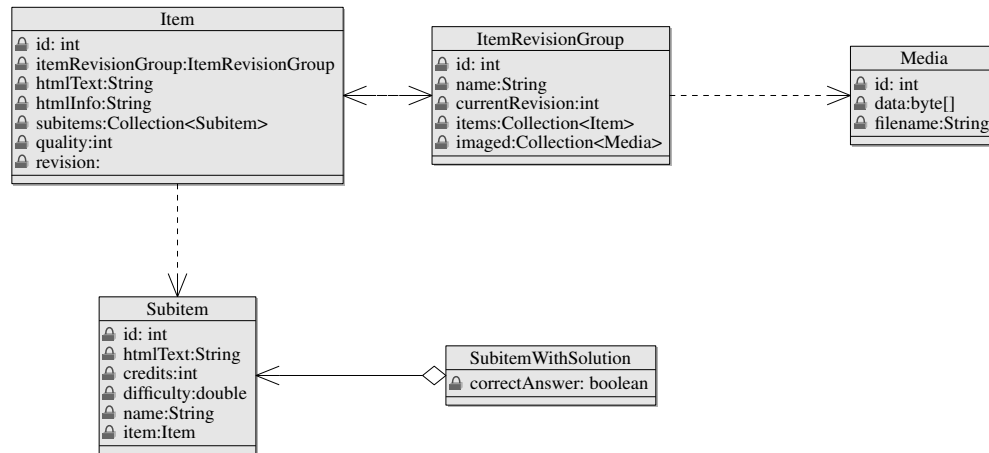 Item
id: int
itemRevisionGroup:ItemRevisionGroup
htmlText:String
htmlInfo:String
subitems:Collection<Subitem>
quality:int
revision:
ItemRevisionGroup
id: int
name:String
currentRevision:int
items:Collection<Item>
imaged:Collection<Media>
Media
id: int
data:byte[]
filename:String
Subitem
id: int
htmlText:String
credits:int
difficulty:double
name:String
item:Item
SubitemWithSolution
correctAnswer: boolean